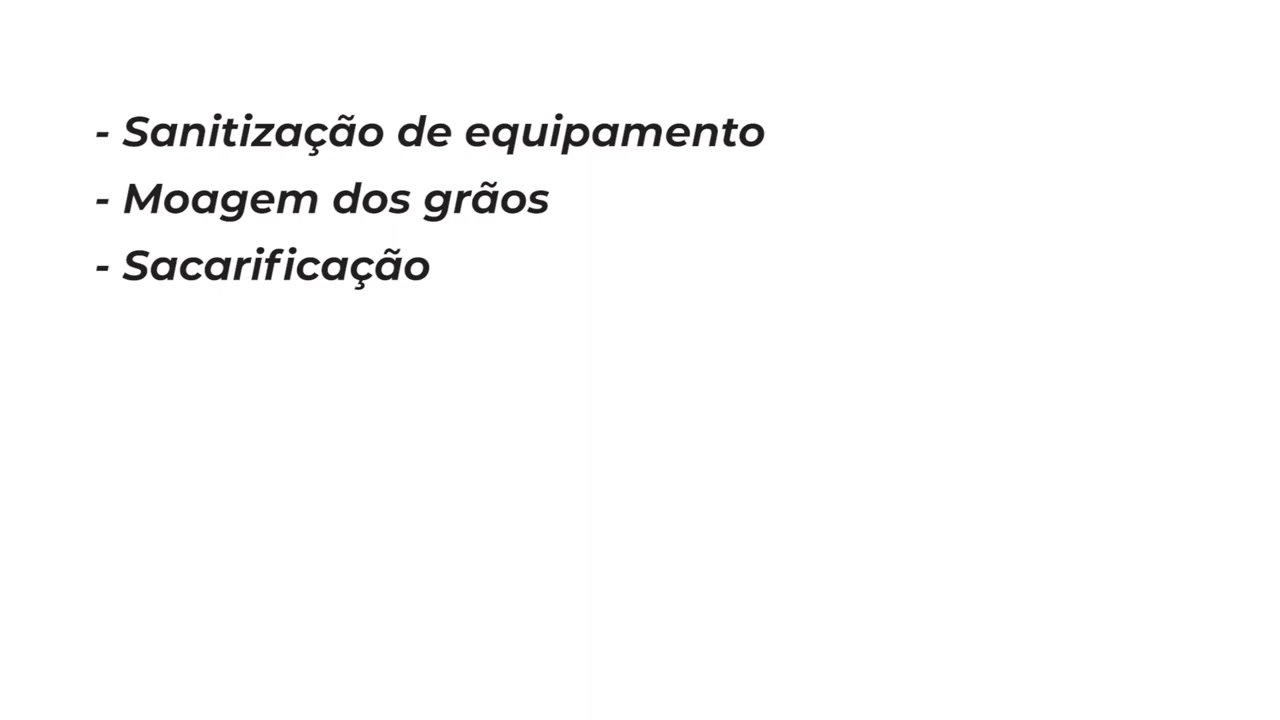 - Sanitização de equipamento
- Moagem dos grãos
- Sacarificação